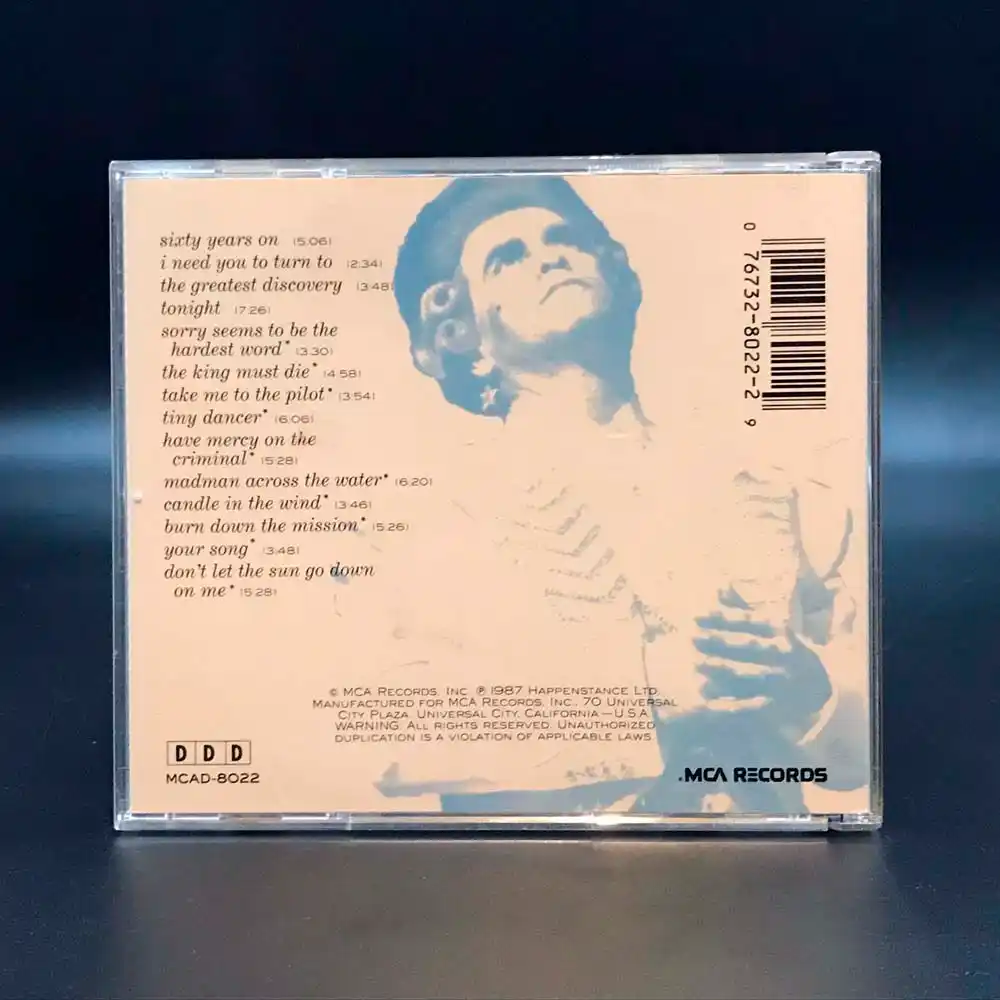 sixty years on (5:06)
i need you to turn to (2:34)
the greatest discovery (3:48)
tonight (7:26)
sorry seems to be the
hardest word* (3:30)
the king must die* (4:58)
take me to the pilot* (3:54)
tiny dancer* (6:06)
have mercy on the
criminal* (5:28)
madman across the water* (6:20)
candle in the wind* (3:46)
burn down the mission* (5:26)
your song* (3:48)
don't let the sun go down
on me* (5:28)
0 76732-8022-2 9
© MCA RECORDS, INC. ℗ 1987 HAPPENSTANCE LTD.
MANUFACTURED FOR MCA RECORDS, INC., 70 UNIVERSAL
CITY PLAZA, UNIVERSAL CITY, CALIFORNIA—U.S.A.
WARNING: ALL RIGHTS RESERVED. UNAUTHORIZED
DUPLICATION IS A VIOLATION OF APPLICABLE LAWS.
DDD
MCAD-8022
MCA RECORDS